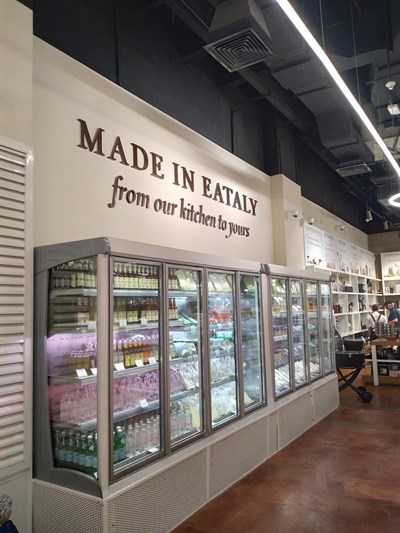 MADE IN EATALY
from our kitchen to yours